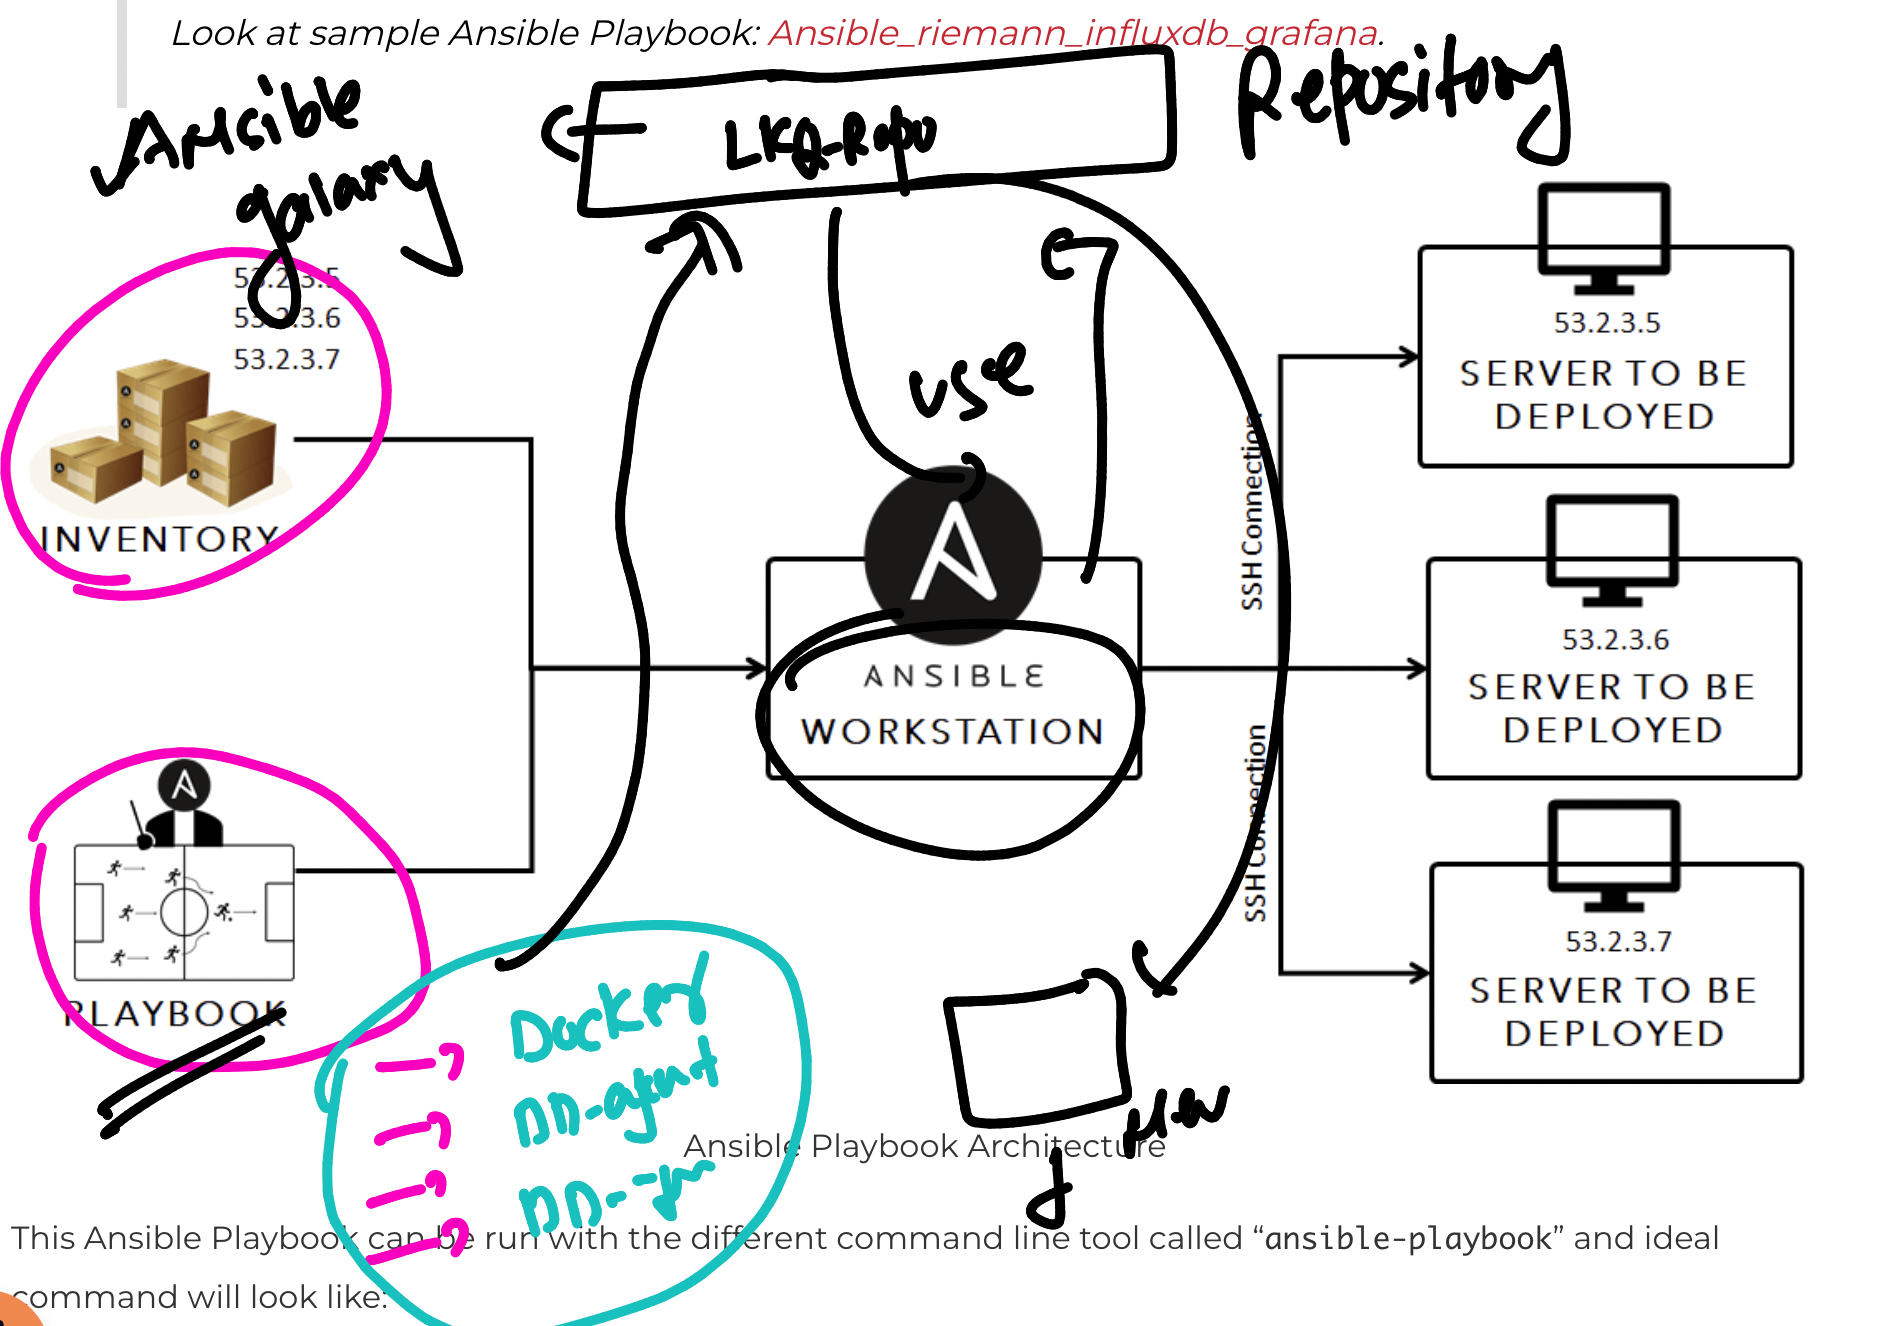 Look at sample Ansible Playbook: Ansible_riemann_influxdb_grafana.
Ansible
galaxy
LKQ-Repo
Repository
53.2.3.5
53.2.3.6
53.2.3.7
INVENTORY
use
ANSIBLE
WORKSTATION
SSH Connection
SSH Connection
53.2.3.5
SERVER TO BE
DEPLOYED
53.2.3.6
SERVER TO BE
DEPLOYED
53.2.3.7
SERVER TO BE
DEPLOYED
PLAYBOOK
Docker
DD-agent
Ansible Playbook Architecture
This Ansible Playbook can be run with the different command line tool called “ansible-playbook” and ideal
command will look like: